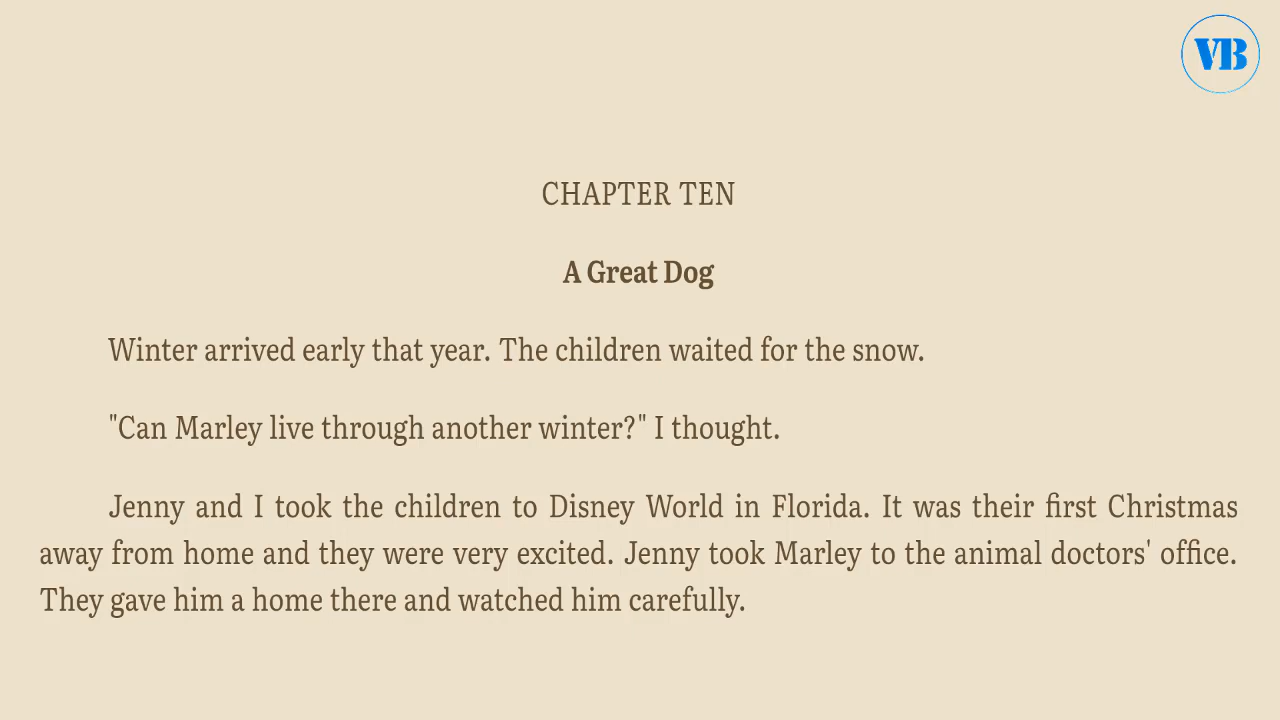 VB
CHAPTER TEN
A Great Dog
Winter arrived early that year. The children waited for the snow.
"Can Marley live through another winter?" I thought.
Jenny and I took the children to Disney World in Florida. It was their first Christmas
away from home and they were very excited. Jenny took Marley to the animal doctors' office.
They gave him a home there and watched him carefully.